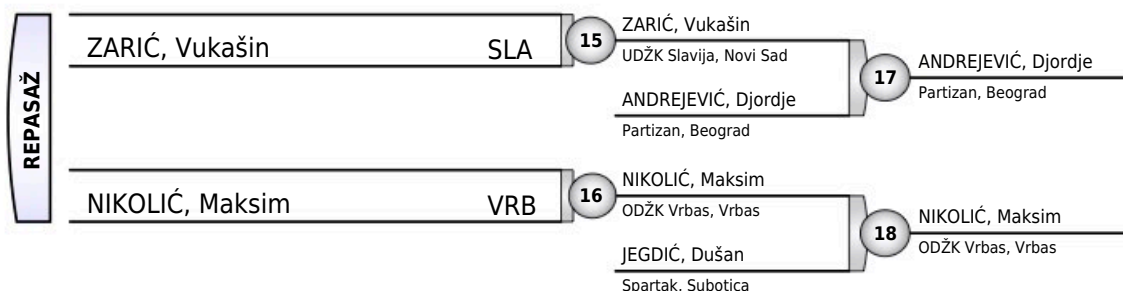 REPASAŽ
ZARIĆ, Vukašin SLA
15
ZARIĆ, Vukašin
UDŽK Slavija, Novi Sad
ANDREJEVIĆ, Djordje
Partizan, Beograd
17
ANDREJEVIĆ, Djordje
Partizan, Beograd
NIKOLIĆ, Maksim VRB
16
NIKOLIĆ, Maksim
ODŽK Vrbas, Vrbas
JEGDIĆ, Dušan
Spartak, Subotica
18
NIKOLIĆ, Maksim
ODŽK Vrbas, Vrbas